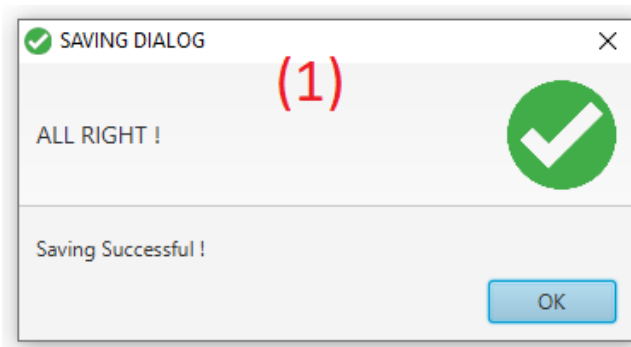 SAVING DIALOG
(1)
ALL RIGHT !
Saving Successful !
OK